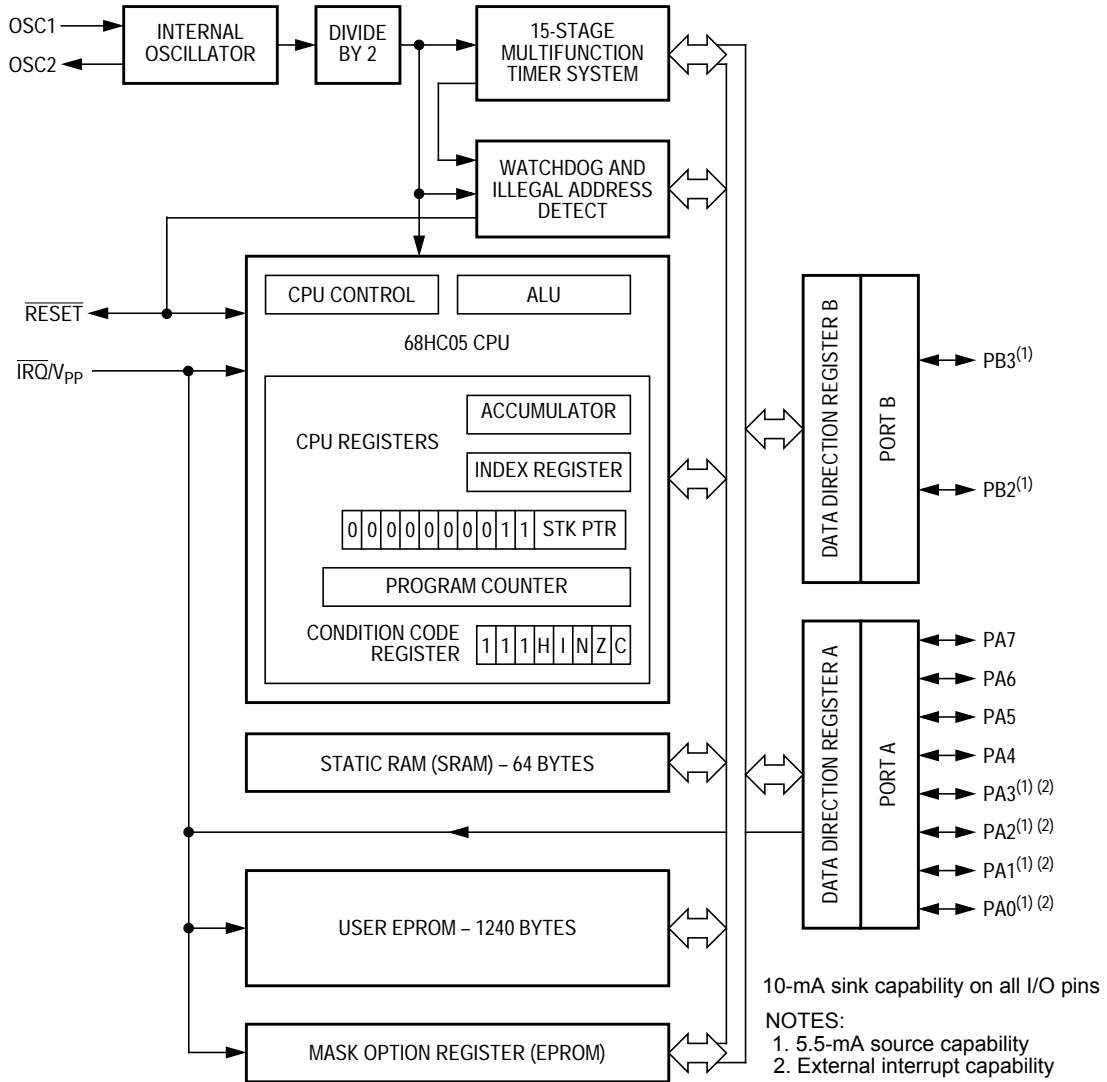 OSC1
OSC2
INTERNAL
OSCILLATOR
DIVIDE
BY 2
15-STAGE
MULTIFUNCTION
TIMER SYSTEM
WATCHDOG AND
ILLEGAL ADDRESS
DETECT
RESET
IRQ/VPP
CPU CONTROL
ALU
68HC05 CPU
CPU REGISTERS
ACCUMULATOR
INDEX REGISTER
0 0 0 0 0 0 0 0 1 1 STK PTR
PROGRAM COUNTER
CONDITION CODE
REGISTER
1 1 1 H I N Z C
STATIC RAM (SRAM) – 64 BYTES
USER EPROM – 1240 BYTES
MASK OPTION REGISTER (EPROM)
DATA DIRECTION REGISTER B
PORT B
PB3(1)
PB2(1)
DATA DIRECTION REGISTER A
PORT A
PA7
PA6
PA5
PA4
PA3(1) (2)
PA2(1) (2)
PA1(1) (2)
PA0(1) (2)
10-mA sink capability on all I/O pins
NOTES:
1. 5.5-mA source capability
2. External interrupt capability